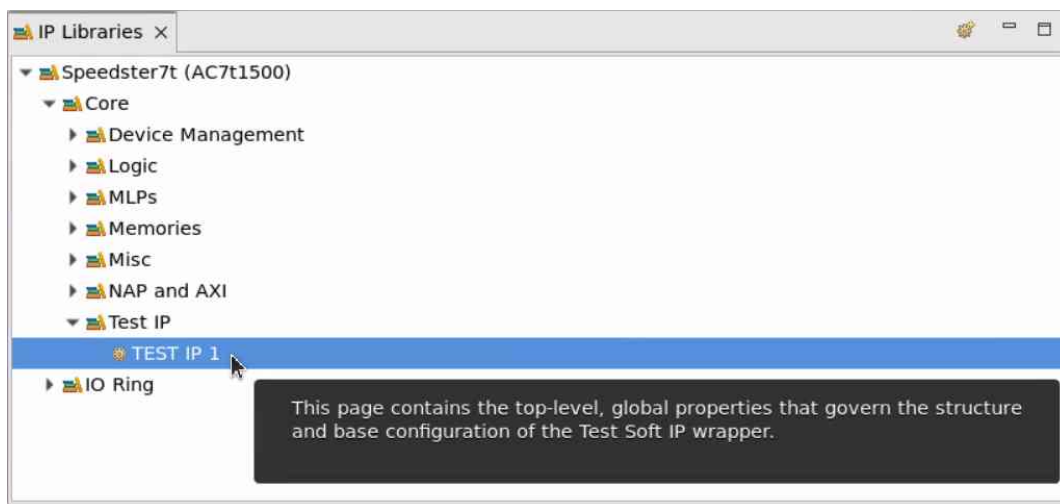 IP Libraries
Speedster7t (AC7t1500)
Core
Device Management
Logic
MLPs
Memories
Misc
NAP and AXI
Test IP
TEST IP 1
IO Ring
This page contains the top-level, global properties that govern the structure
and base configuration of the Test Soft IP wrapper.